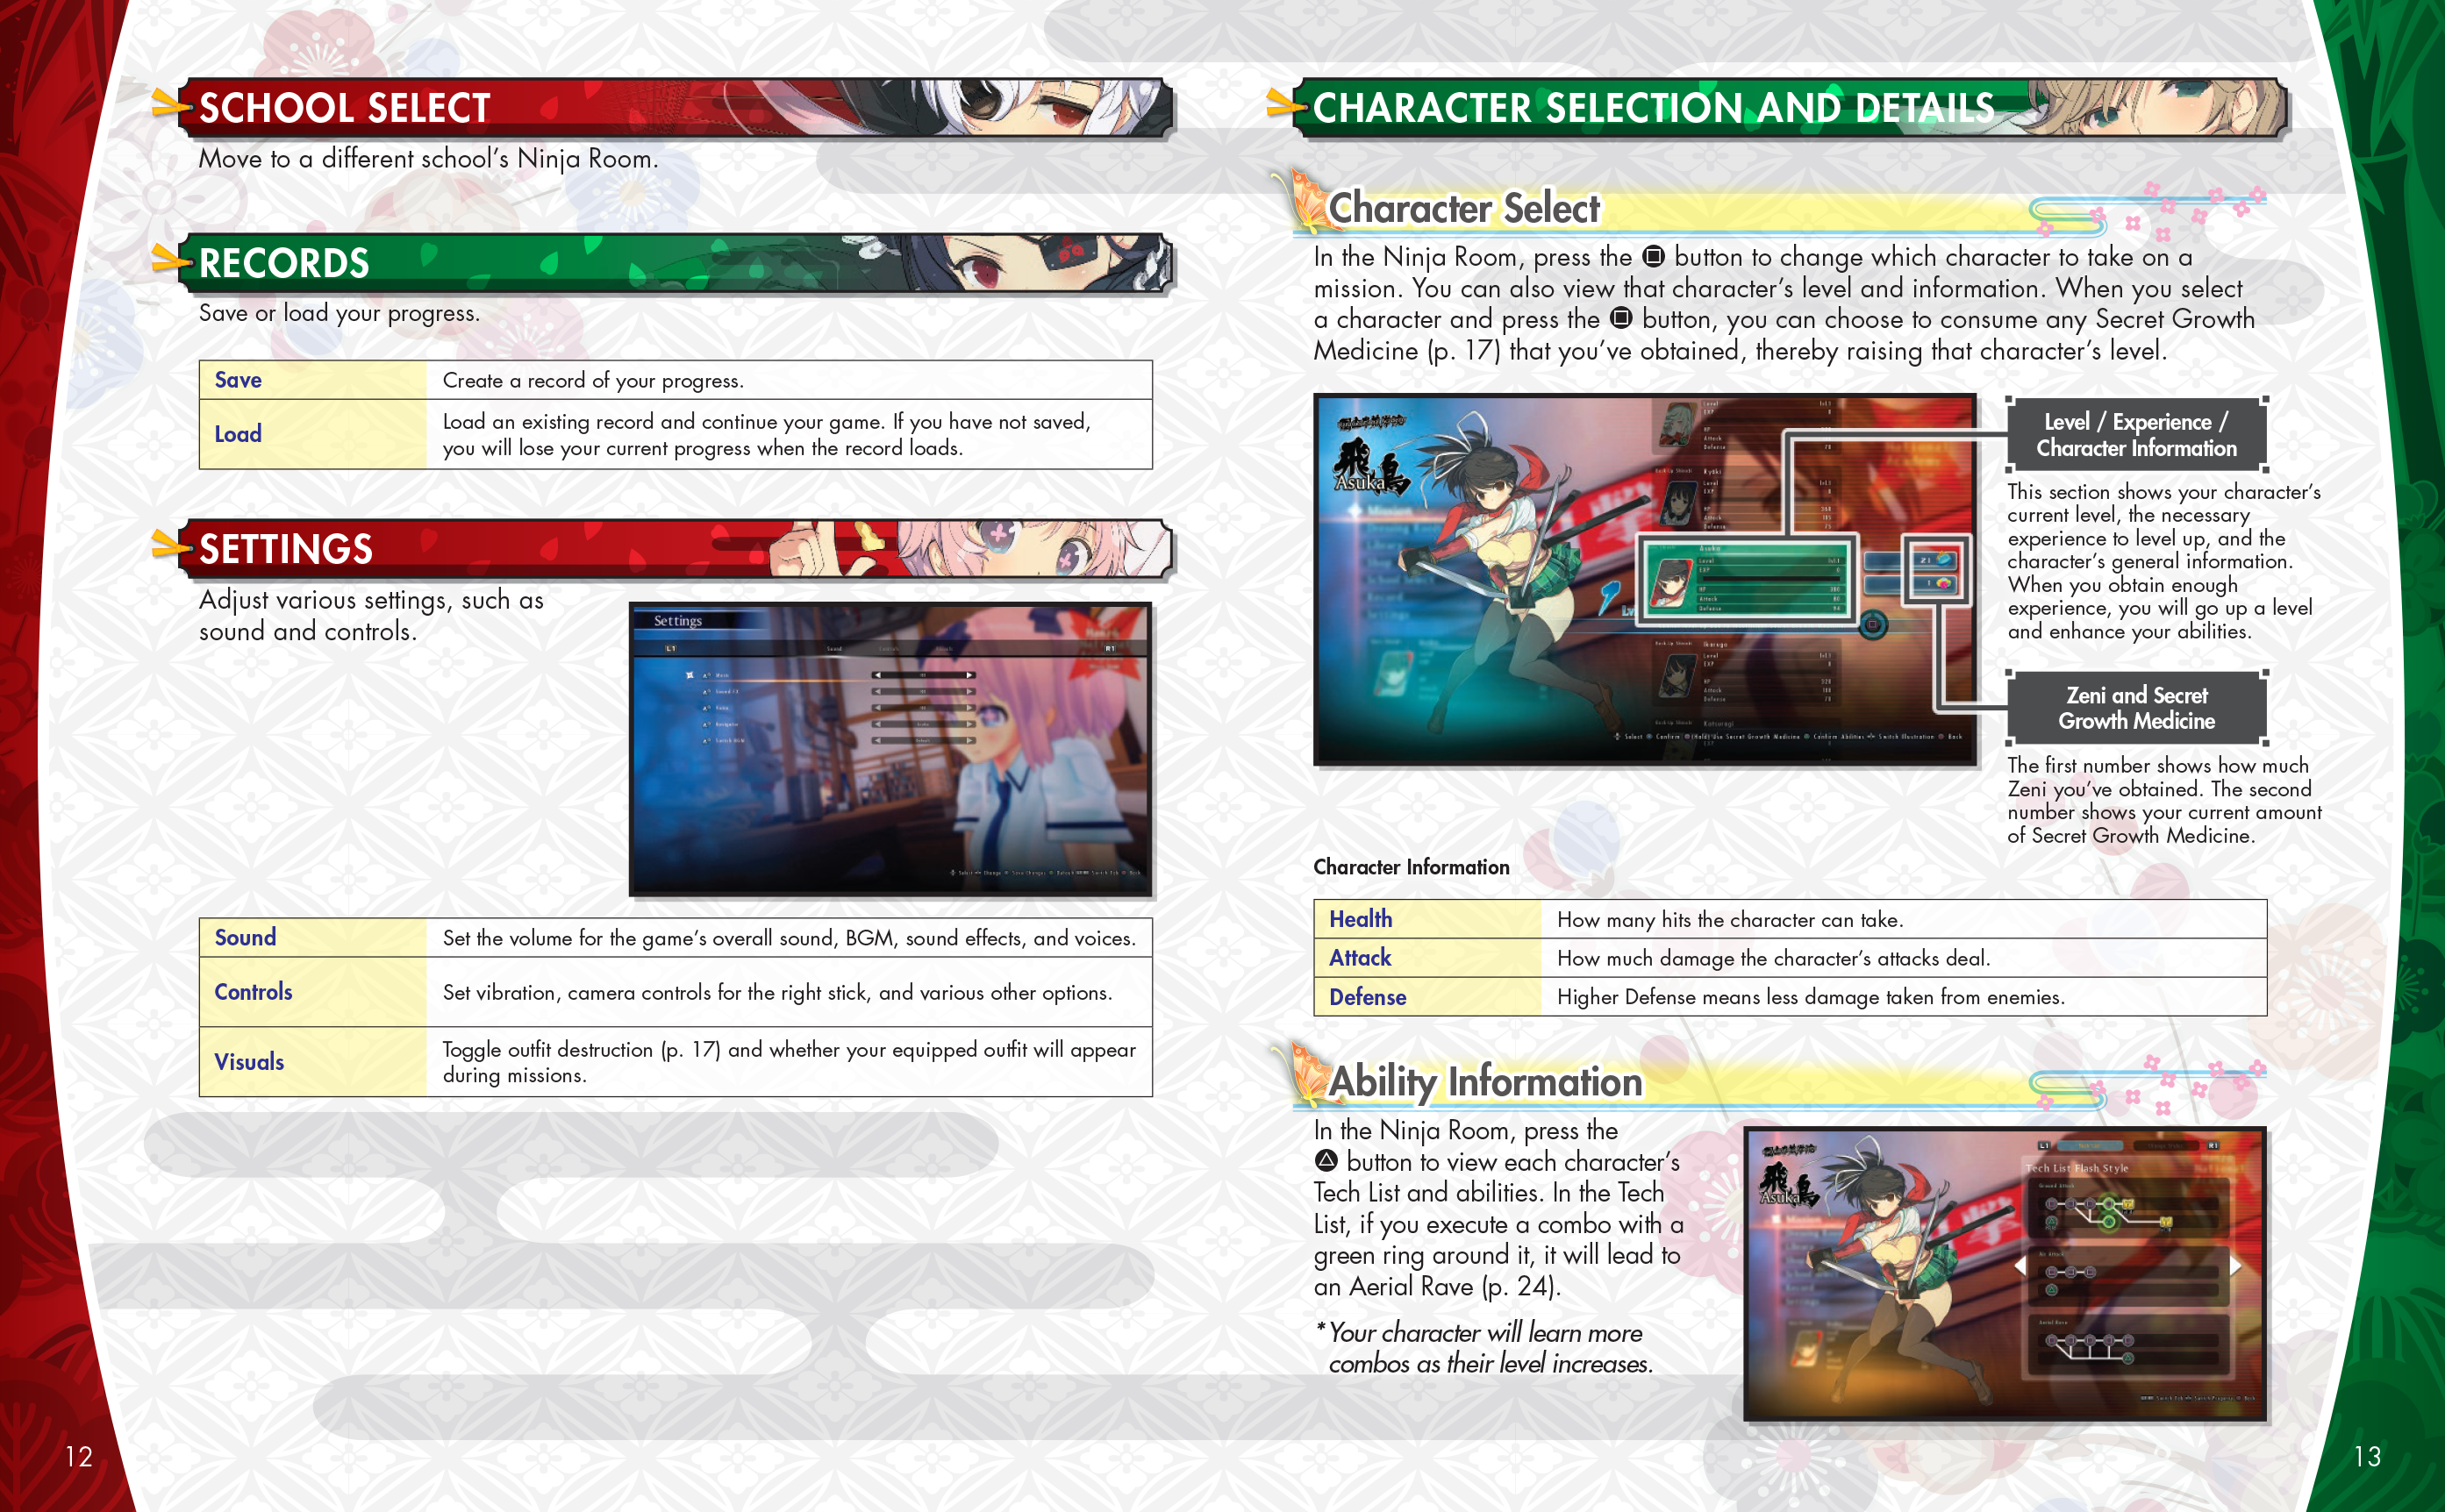 SCHOOL SELECT
Move to a different school's Ninja Room.
RECORDS
Save or load your progress.
Save
Create a record of your progress.
Load
Load an existing record and continue your game. If you have not saved,
you will lose your current progress when the record loads.
SETTINGS
Adjust various settings, such as
sound and controls.
Settings
L1
R1
Sound
Set the volume for the game's overall sound, BGM, sound effects, and voices.
Controls
Set vibration, camera controls for the right stick, and various other options.
Visuals
Toggle outfit destruction (p. 17) and whether your equipped outfit will appear
during missions.
12
CHARACTER SELECTION AND DETAILS
Character Select
In the Ninja Room, press the button to change which character to take on a
mission. You can also view that character's level and information. When you select
a character and press the button, you can choose to consume any Secret Growth
Medicine (p. 17) that you've obtained, thereby raising that character's level.
飛鳥
Asuka
Level / Experience /
Character Information
This section shows your character's
current level, the necessary
experience to level up, and the
character's general information.
When you obtain enough
experience, you will go up a level
and enhance your abilities.
Zeni and Secret
Growth Medicine
The first number shows how much
Zeni you've obtained. The second
number shows your current amount
of Secret Growth Medicine.
Character Information
Health
How many hits the character can take.
Attack
How much damage the character's attacks deal.
Defense
Higher Defense means less damage taken from enemies.
Ability Information
In the Ninja Room, press the
button to view each character's
Tech List and abilities. In the Tech
List, if you execute a combo with a
green ring around it, it will lead to
an Aerial Rave (p. 24).
* Your character will learn more
combos as their level increases.
飛鳥
Asuka
L1
R1
Tech List Flash Style
13